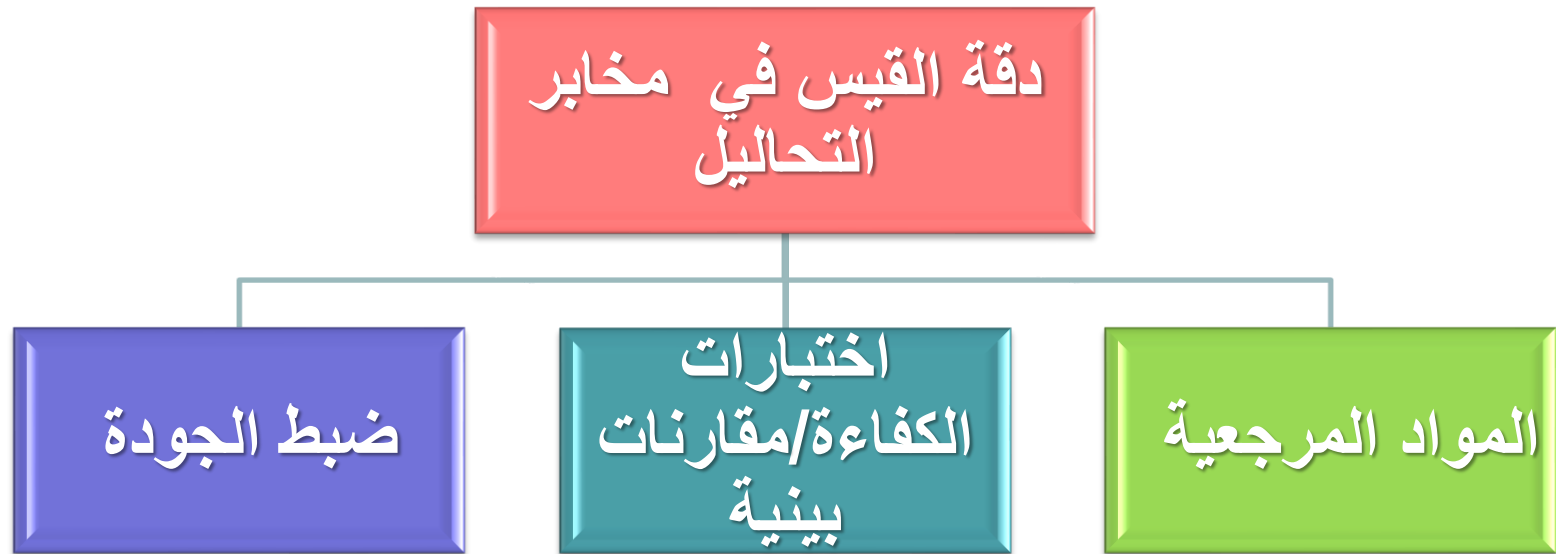 دقة القيس في مخابر
التحاليل
المواد المرجعية
اختبارات
الكفاءة/مقارنات
بينية
ضبط الجودة